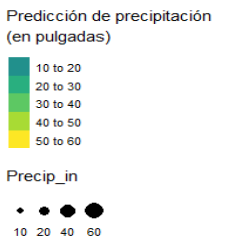 Predicción de precipitación
(en pulgadas)
10 to 20
20 to 30
30 to 40
40 to 50
50 to 60
Precip_in
10 20 40 60